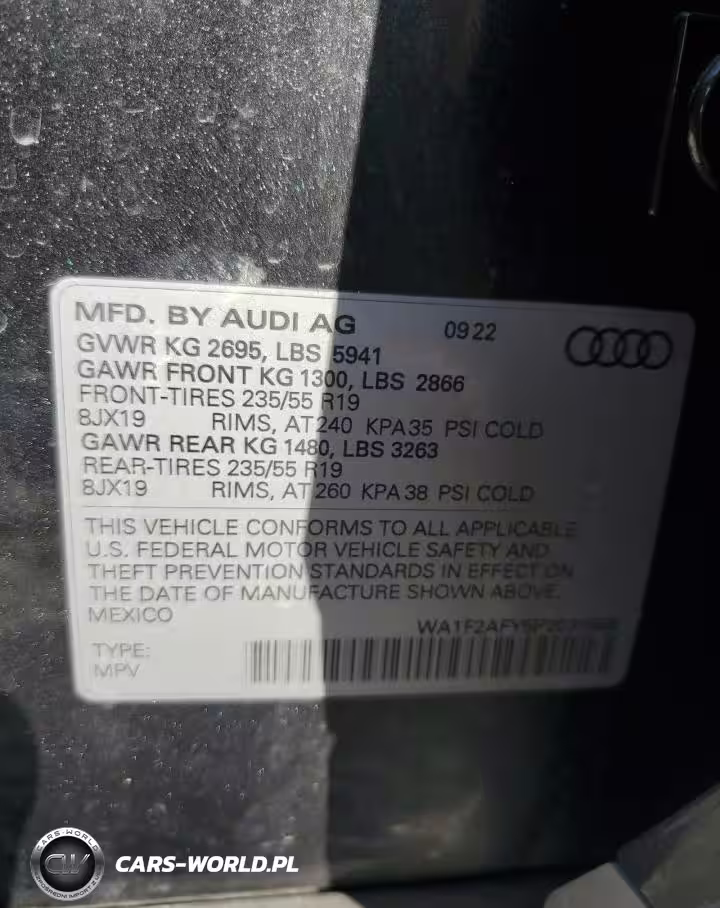 MFD. BY AUDI AG 09 22
GVWR KG 2695, LBS 5941
GAWR FRONT KG 1300, LBS 2866
FRONT-TIRES 235/55 R19
8JX19 RIMS, AT 240 KPA 35 PSI COLD
GAWR REAR KG 1480, LBS 3263
REAR-TIRES 235/55 R19
8JX19 RIMS, AT 260 KPA 38 PSI COLD
THIS VEHICLE CONFORMS TO ALL APPLICABLE
U.S. FEDERAL MOTOR VEHICLE SAFETY AND
THEFT PREVENTION STANDARDS IN EFFECT ON
THE DATE OF MANUFACTURE SHOWN ABOVE.
MEXICO
TYPE:
MPV
CARS-WORLD
CARS-WORLD.PL